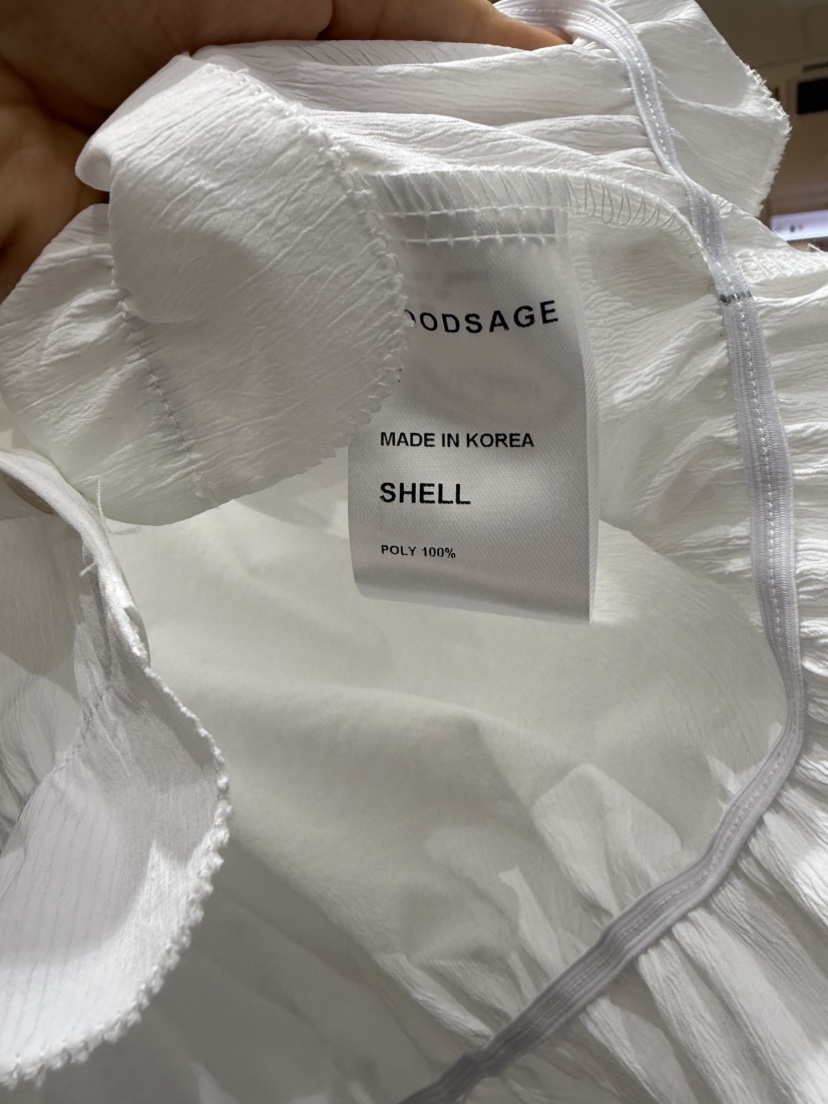 OODSAGE
MADE IN KOREA
SHELL
POLY 100%